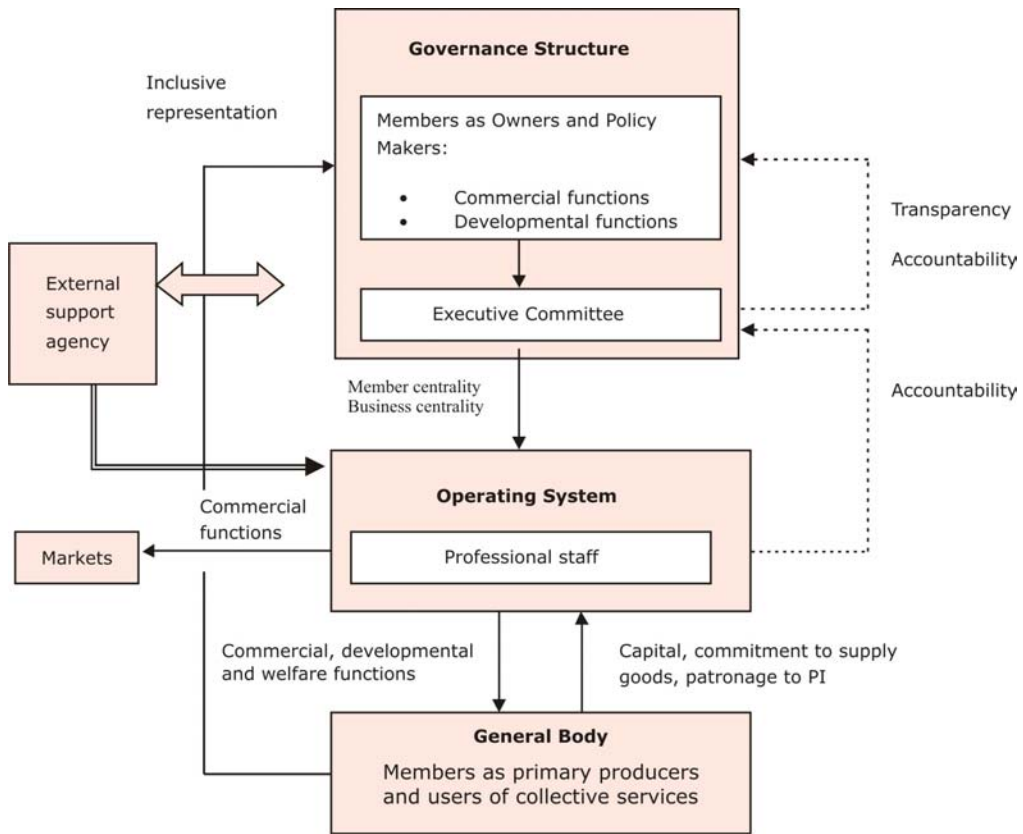 Governance Structure
Inclusive
representation
Members as Owners and Policy
Makers:
• Commercial functions
• Developmental functions
Transparency
Accountability
External
support
agency
Executive Committee
Member centrality
Business centrality
Accountability
Operating System
Commercial
functions
Professional staff
Markets
Commercial, developmental
and welfare functions
Capital, commitment to supply
goods, patronage to PI
General Body
Members as primary producers
and users of collective services